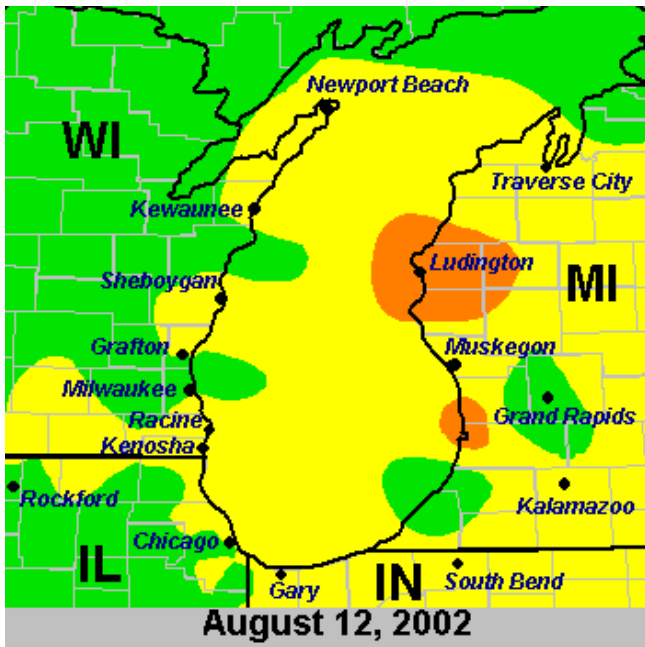 Newport Beach
WI
Traverse City
Kewaunee
Ludington
Sheboygan
MI
Grafton
Muskegon
Milwaukee
Grand Rapids
Racine
Kenosha
Rockford
Kalamazoo
Chicago
IL
Gary
IN
South Bend
August 12, 2002